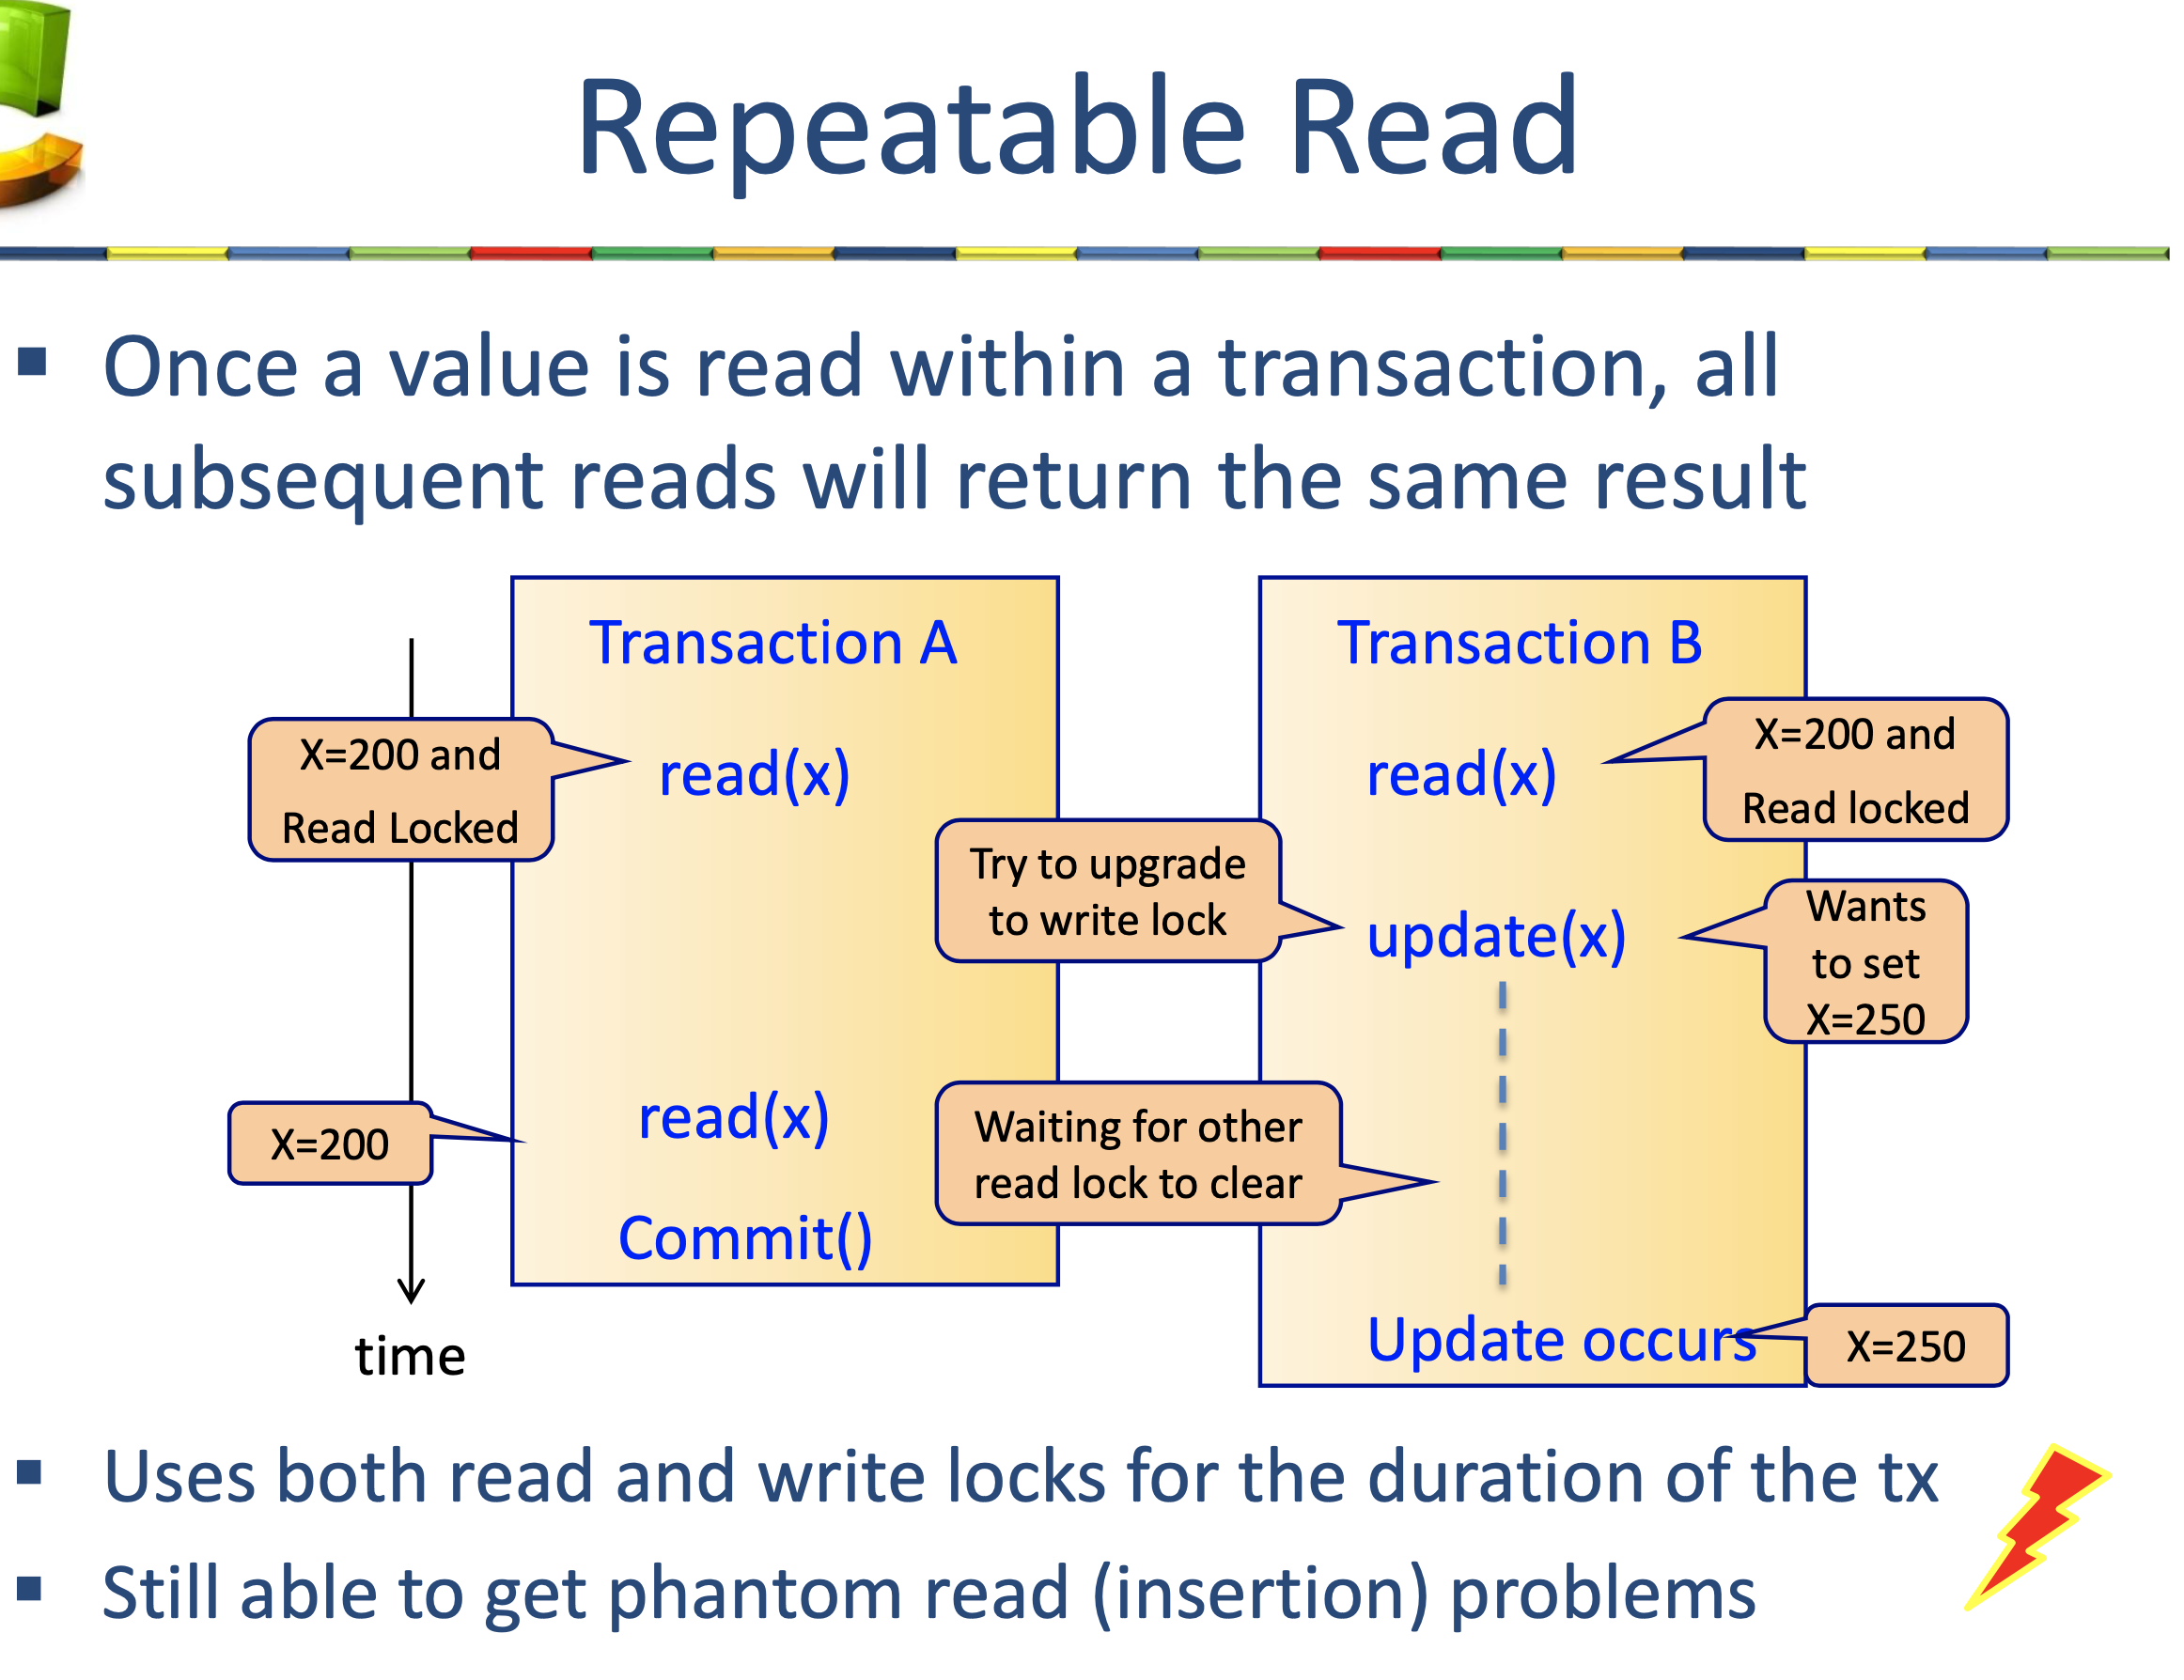 Repeatable Read
▪ Once a value is read within a transaction, all
subsequent reads will return the same result
Transaction A
Transaction B
X=200 and
Read Locked
read(x)
read(x)
X=200 and
Read locked
Try to upgrade
to write lock
update(x)
Wants
to set
X=250
X=200
read(x)
Waiting for other
read lock to clear
Commit()
Update occurs
X=250
time
▪ Uses both read and write locks for the duration of the tx
▪ Still able to get phantom read (insertion) problems